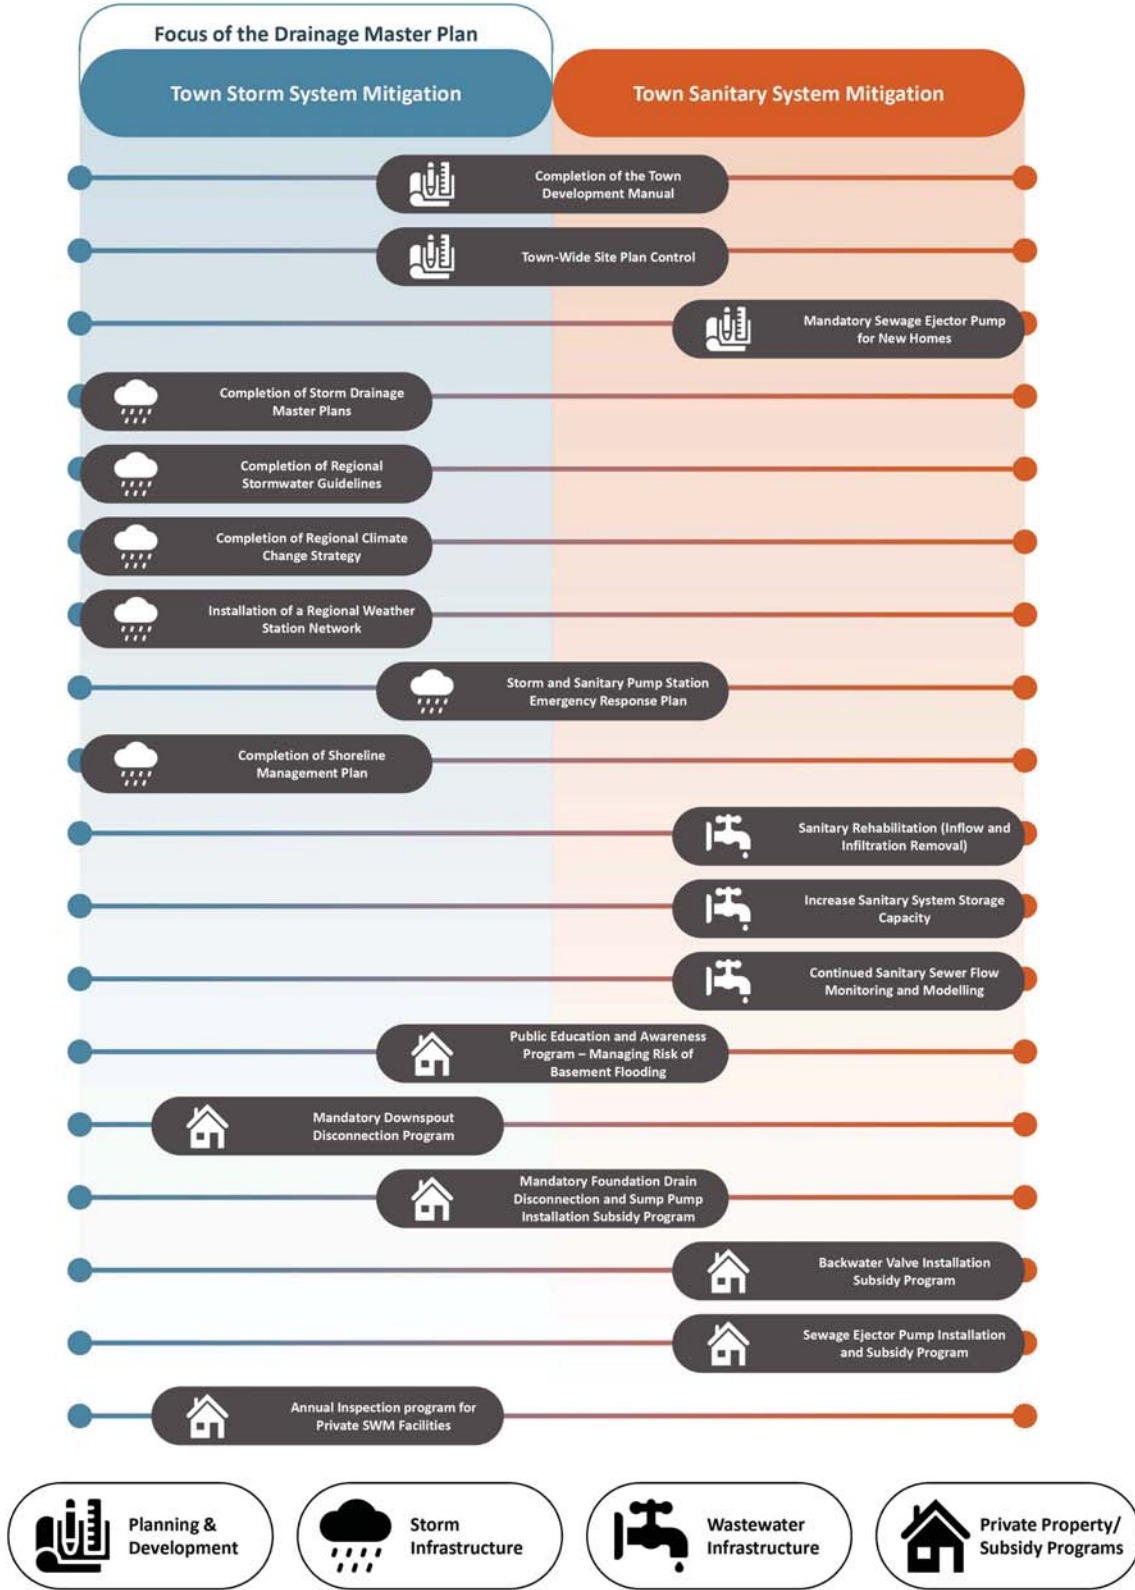 Focus of the Drainage Master Plan
Town Storm System Mitigation
Town Sanitary System Mitigation
Completion of the Town
Development Manual
Town-Wide Site Plan Control
Mandatory Sewage Ejector Pump
for New Homes
Completion of Storm Drainage
Master Plans
Completion of Regional
Stormwater Guidelines
Completion of Regional Climate
Change Strategy
Installation of a Regional Weather
Station Network
Storm and Sanitary Pump Station
Emergency Response Plan
Completion of Shoreline
Management Plan
Sanitary Rehabilitation (Inflow and
Infiltration Removal)
Increase Sanitary System Storage
Capacity
Continued Sanitary Sewer Flow
Monitoring and Modelling
Public Education and Awareness
Program – Managing Risk of
Basement Flooding
Mandatory Downspout
Disconnection Program
Mandatory Foundation Drain
Disconnection and Sump Pump
Installation Subsidy Program
Backwater Valve Installation
Subsidy Program
Sewage Ejector Pump Installation
and Subsidy Program
Annual Inspection program for
Private SWM Facilities
Planning &
Development
Storm
Infrastructure
Wastewater
Infrastructure
Private Property/
Subsidy Programs